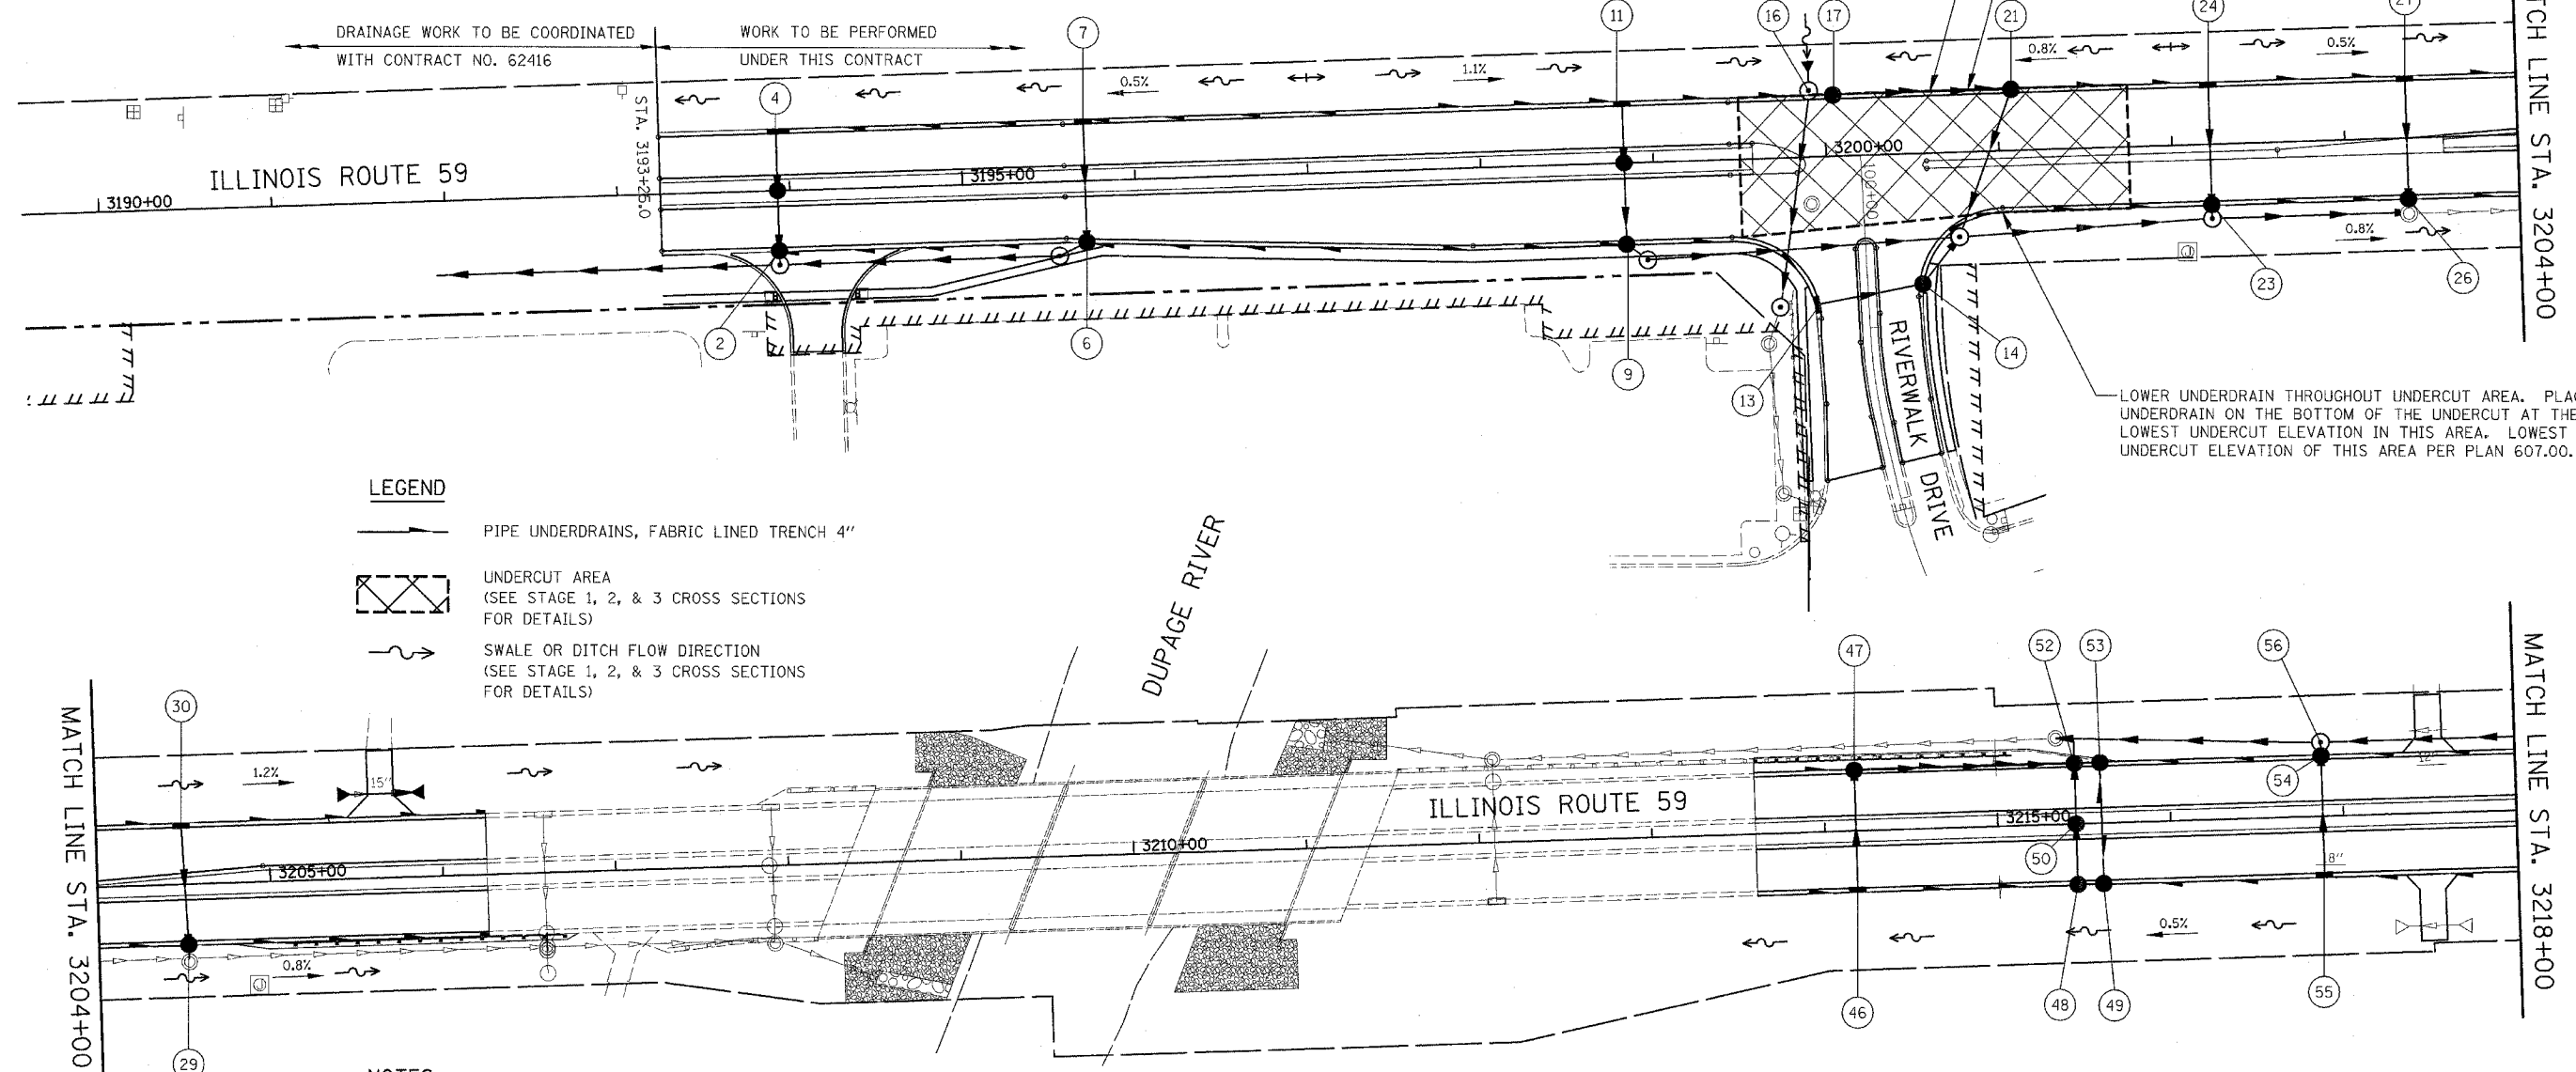 DRAINAGE WORK TO BE COORDINATED
WITH CONTRACT NO. 62416
WORK TO BE PERFORMED
UNDER THIS CONTRACT
7
11
16
17
21
24
4
0.5%
1.1%
0.8%
0.5%
STA. 3193+25.0
ILLINOIS ROUTE 59
3190+00
3195+00
3200+00
100+00
0.8%
2
6
9
13
14
23
26
RIVERWALK DRIVE
MATCH LINE STA. 3204+00
LOWER UNDERDRAIN THROUGHOUT UNDERCUT AREA.
UNDERDRAIN ON THE BOTTOM OF THE UNDERCUT AT THE
LOWEST UNDERCUT ELEVATION IN THIS AREA. LOWEST
UNDERCUT ELEVATION OF THIS AREA PER PLAN 607.00.
LEGEND
PIPE UNDERDRAINS, FABRIC LINED TRENCH 4"
UNDERCUT AREA
(SEE STAGE 1, 2, & 3 CROSS SECTIONS
FOR DETAILS)
SWALE OR DITCH FLOW DIRECTION
(SEE STAGE 1, 2, & 3 CROSS SECTIONS
FOR DETAILS)
DUPAGE RIVER
MATCH LINE STA. 3204+00
30
1.2%
15"
47
52
53
56
54
12"
ILLINOIS ROUTE 59
3205+00
3210+00
3215+00
50
8"
0.8%
0.5%
29
46
48
49
55
MATCH LINE STA. 3218+00